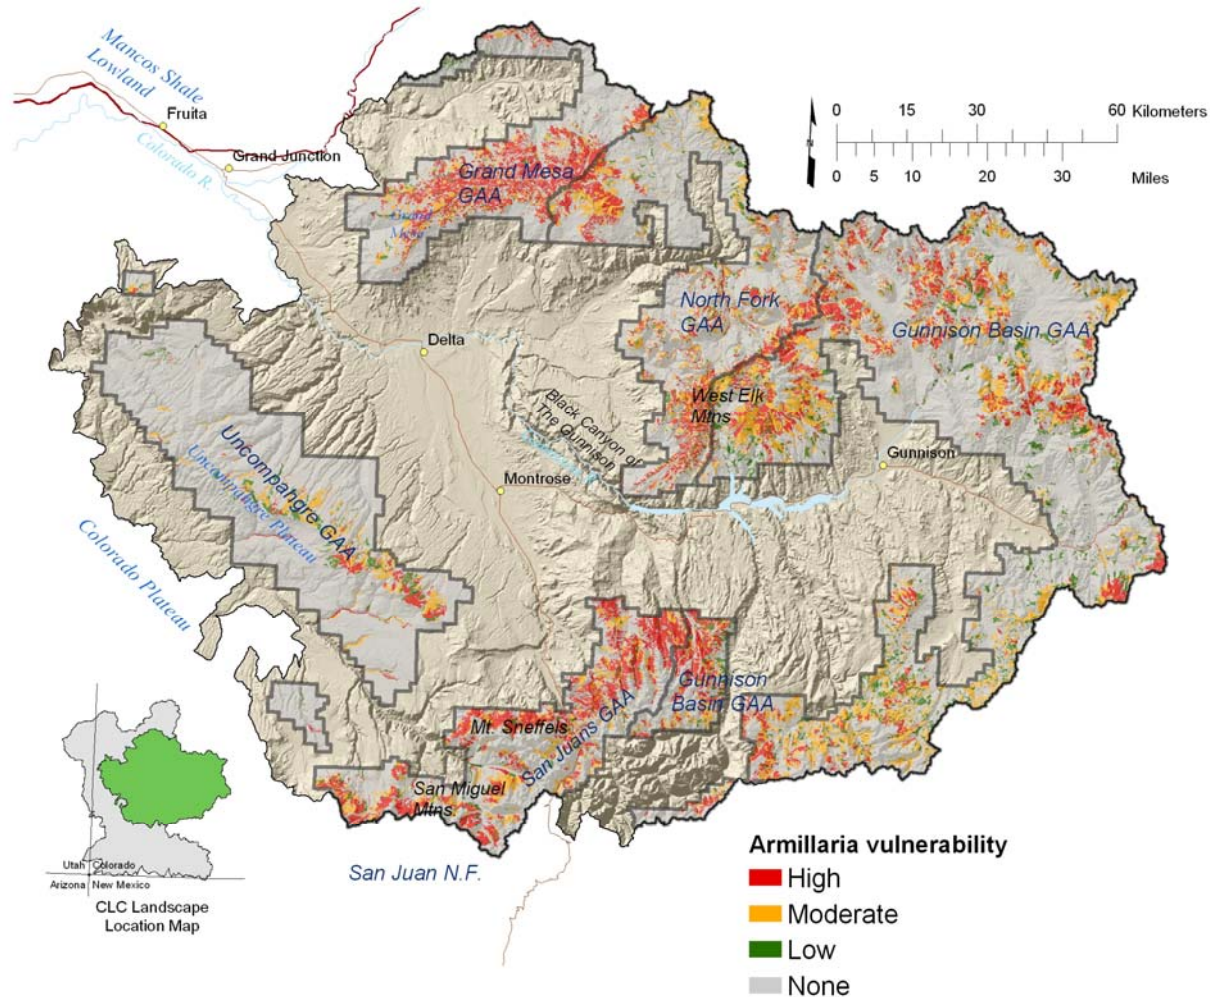 Mancos Shale
Lowland
Fruita
Colorado R.
Grand Junction
0 15 30 60 Kilometers
N
0 5 10 20 30 Miles
Grand Mesa
GAA
Grand
Mesa
North Fork
GAA
Gunnison Basin GAA
Delta
West Elk
Mtns
Black Canyon of
The Gunnison
Gunnison
Montrose
Uncompahgre GAA
Uncompahgre Plateau
Colorado Plateau
Gunnison
Basin GAA
Mt. Sneffels
San Juans GAA
San Miguel
Mtns.
San Juan N.F.
Utah Colorado
Arizona New Mexico
CLC Landscape
Location Map
Armillaria vulnerability
High
Moderate
Low
None